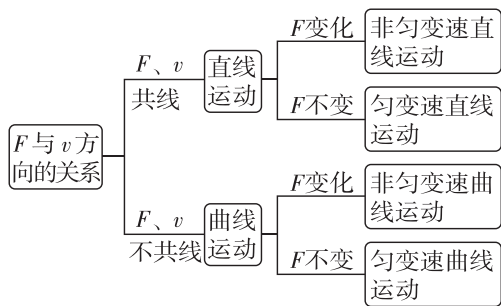 F与v方
向的关系
F、v
共线
直线
运动
F变化
非匀变速直
线运动
F不变
匀变速直线
运动
F、v
不共线
曲线
运动
F变化
非匀变速曲
线运动
F不变
匀变速曲线
运动